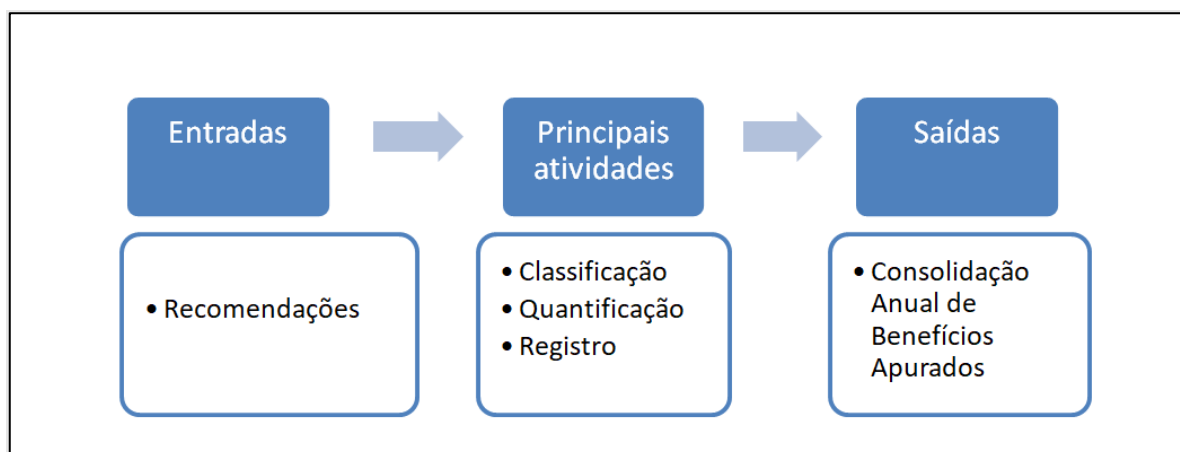 Entradas
• Recomendações
Principais
atividades
• Classificação
• Quantificação
• Registro
Saídas
• Consolidação
Anual de
Benefícios
Apurados